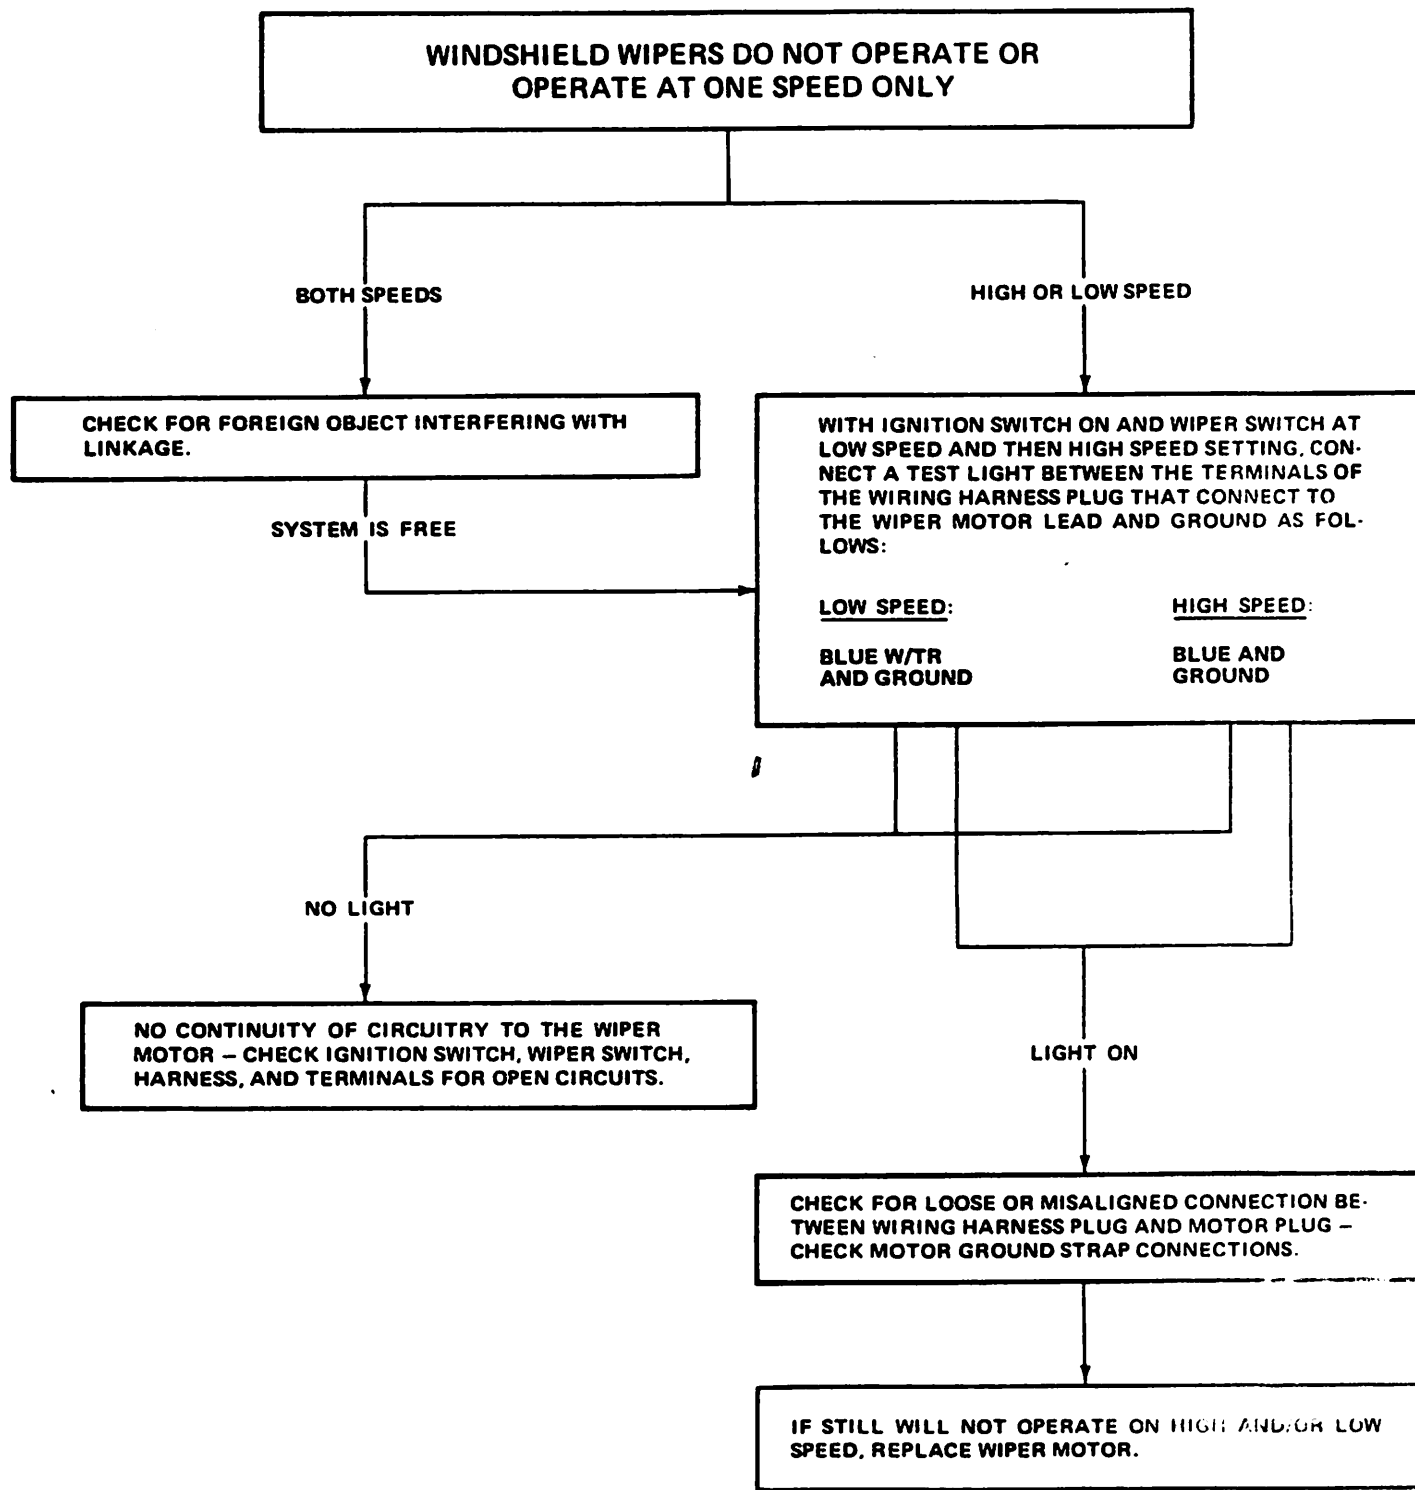 WINDSHIELD WIPERS DO NOT OPERATE OR
OPERATE AT ONE SPEED ONLY
BOTH SPEEDS
HIGH OR LOW SPEED
CHECK FOR FOREIGN OBJECT INTERFERING WITH
LINKAGE.
SYSTEM IS FREE
WITH IGNITION SWITCH ON AND WIPER SWITCH AT
LOW SPEED AND THEN HIGH SPEED SETTING, CON-
NECT A TEST LIGHT BETWEEN THE TERMINALS OF
THE WIRING HARNESS PLUG THAT CONNECT TO
THE WIPER MOTOR LEAD AND GROUND AS FOL-
LOWS:
LOW SPEED:
BLUE W/TR
AND GROUND
HIGH SPEED:
BLUE AND
GROUND
NO LIGHT
NO CONTINUITY OF CIRCUITRY TO THE WIPER
MOTOR – CHECK IGNITION SWITCH, WIPER SWITCH,
HARNESS, AND TERMINALS FOR OPEN CIRCUITS.
LIGHT ON
CHECK FOR LOOSE OR MISALIGNED CONNECTION BE-
TWEEN WIRING HARNESS PLUG AND MOTOR PLUG –
CHECK MOTOR GROUND STRAP CONNECTIONS.
IF STILL WILL NOT OPERATE ON HIGH AND/OR LOW
SPEED, REPLACE WIPER MOTOR.